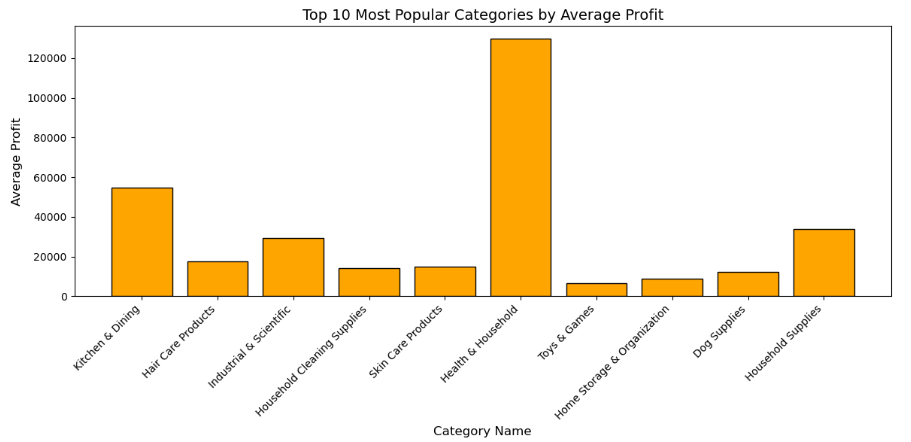 Top 10 Most Popular Categories by Average Profit
120000
100000
80000
60000
40000
20000
0
Average Profit
Kitchen & Dining
Hair Care Products
Industrial & Scientific
Household Cleaning Supplies
Skin Care Products
Health & Household
Toys & Games
Home Storage & Organization
Dog Supplies
Household Supplies
Category Name